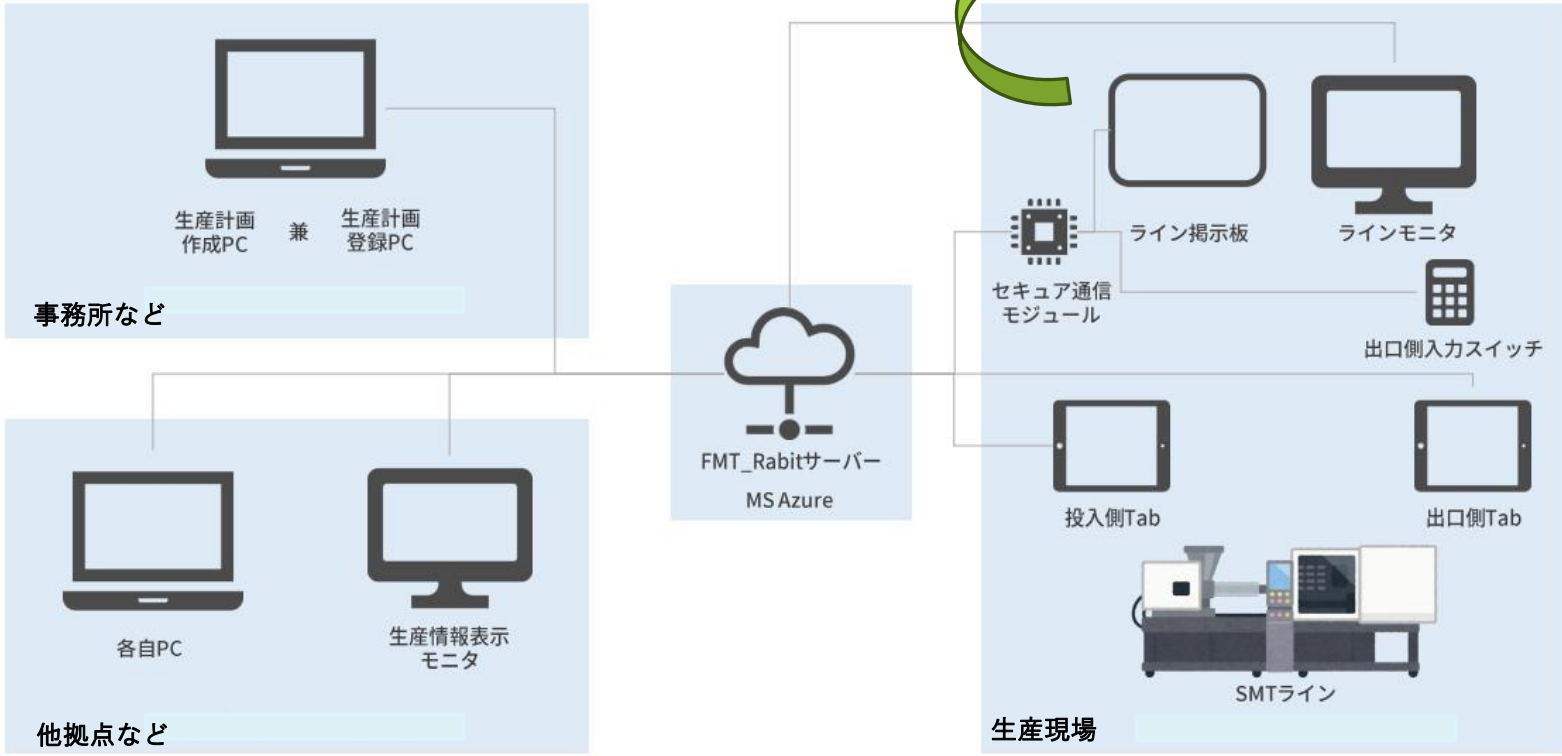 生産計画
作成PC
兼
生産計画
登録PC
事務所など
各自PC
生産情報表示
モニタ
他拠点など
FMT_Rabitサーバー
MS Azure
ライン掲示板
ラインモニタ
セキュア通信
モジュール
出口側入力スイッチ
投入側Tab
出口側Tab
SMTライン
生産現場